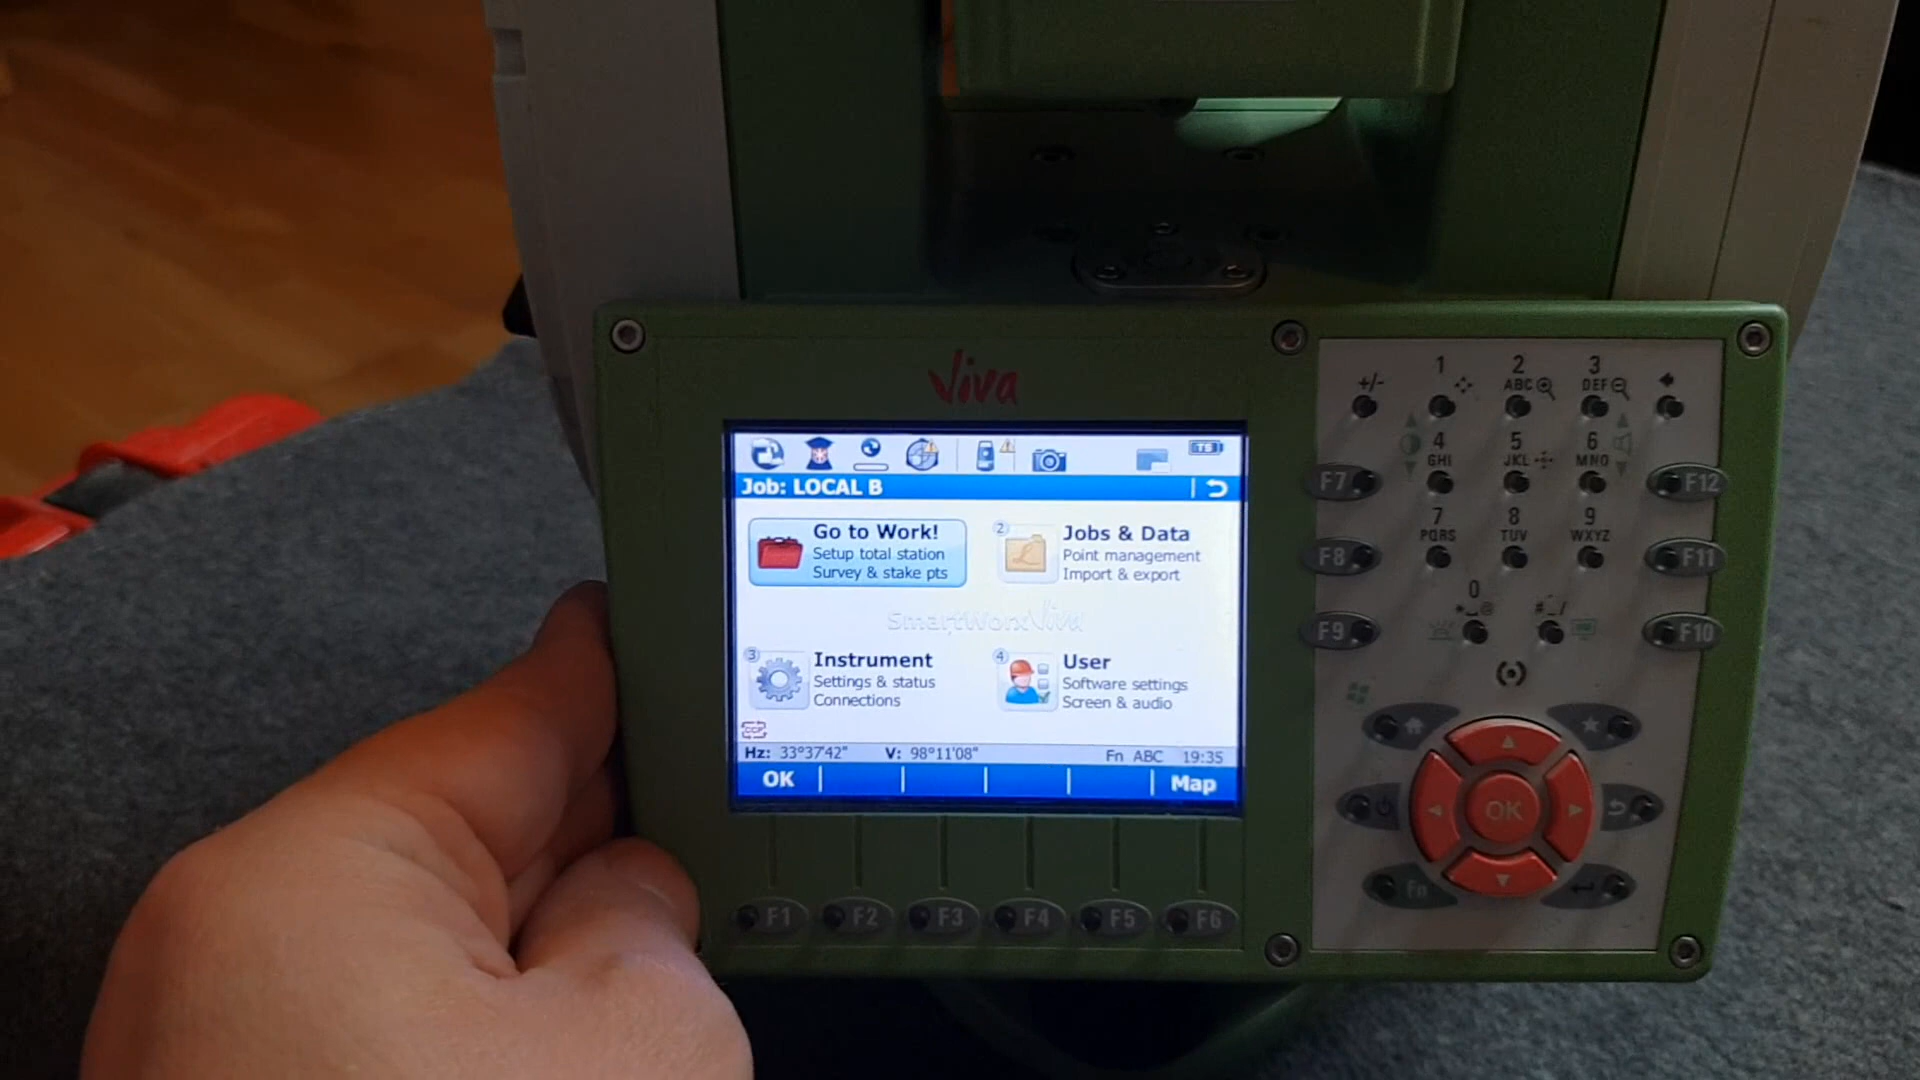 Viva
TS
Job: LOCAL B
Go to Work!
Setup total station
Survey & stake pts
2
Jobs & Data
Point management
Import & export
SmartWorx Viva
3
Instrument
Settings & status
Connections
4
User
Software settings
Screen & audio
Hz: 33°37'42" V: 98°11'08" Fn ABC 19:35
OK Map
F1 F2 F3 F4 F5 F6
+/- 1 2 ABC 3 DEF
F7 4 GHI 5 JKL 6 MNO F12
F8 7 PQRS 8 TUV 9 WXYZ F11
F9 0 F10
OK
Fn